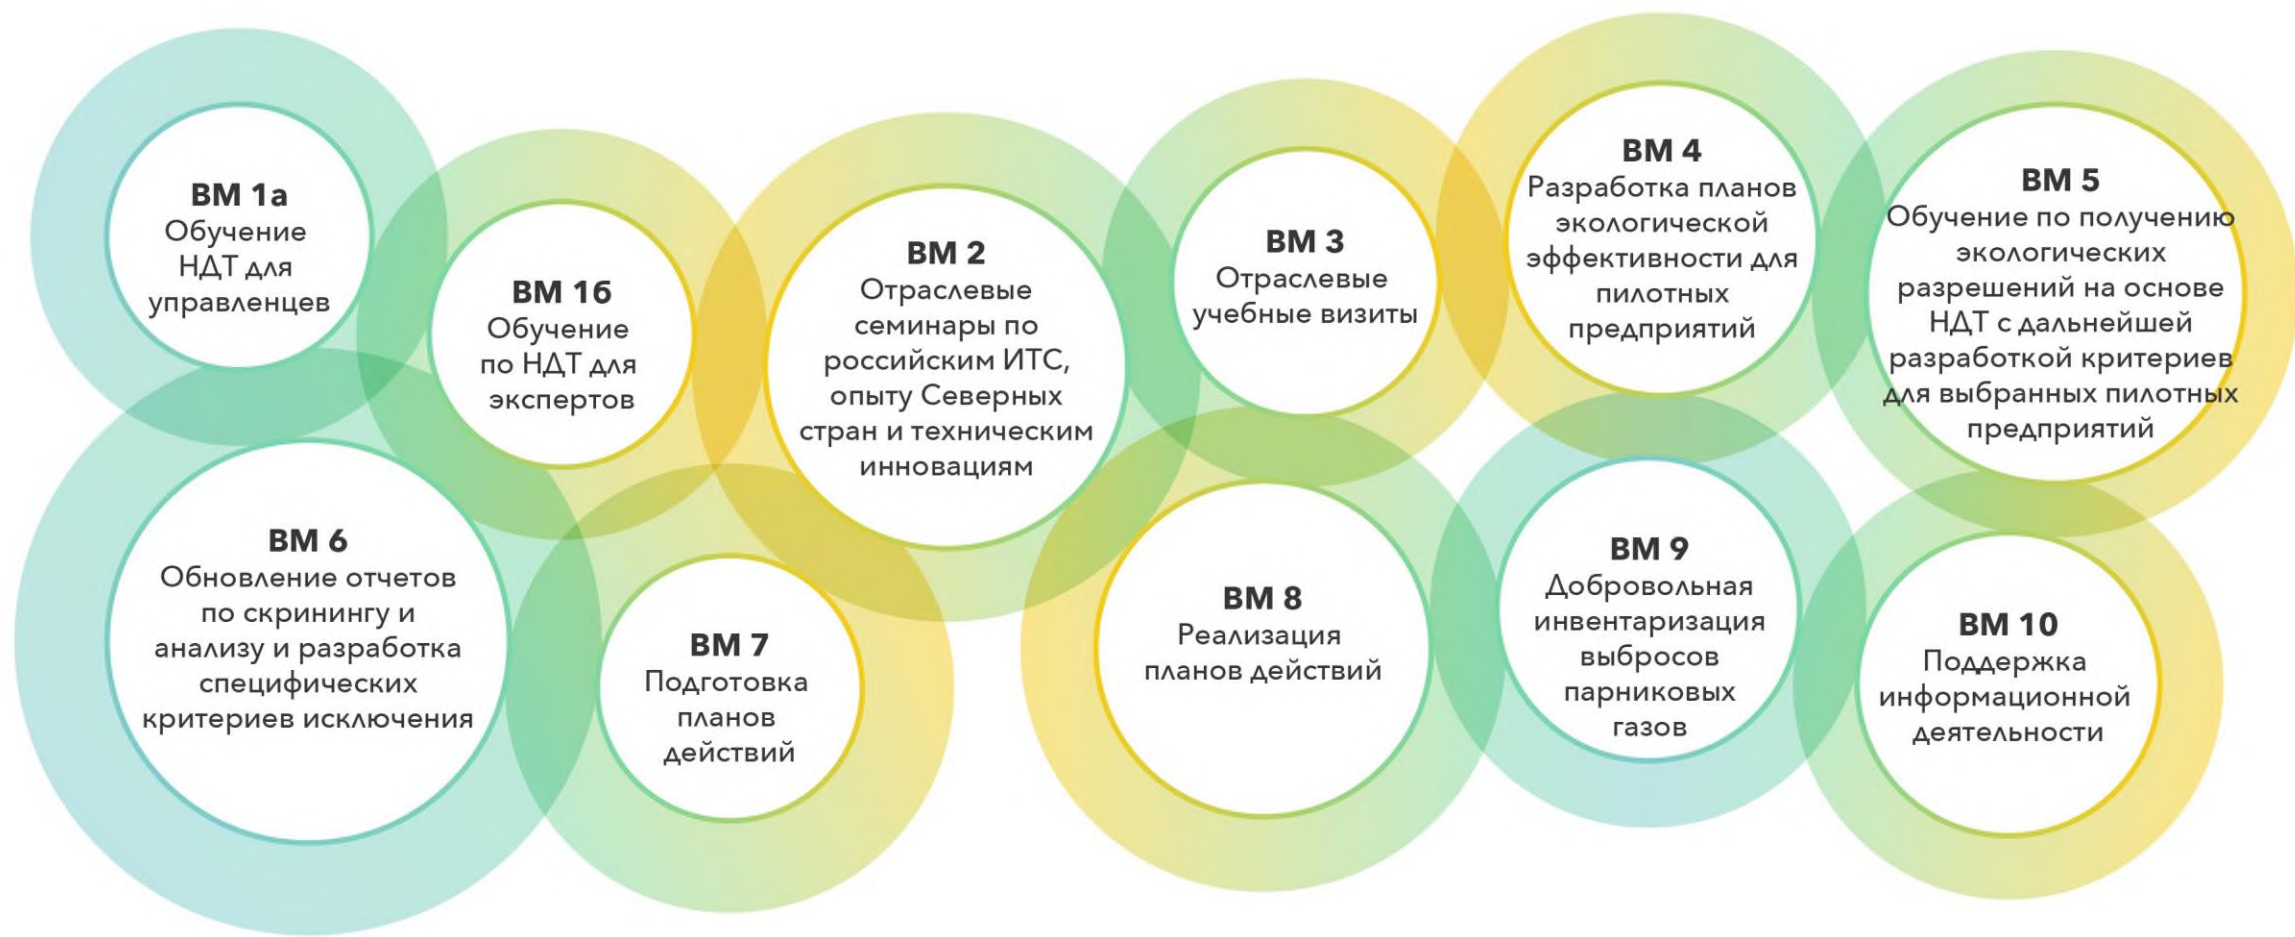 ВМ 1а
Обучение
НДТ для
управленцев
ВМ 1б
Обучение
по НДТ для
экспертов
ВМ 2
Отраслевые
семинары по
российским ИТС,
опыту Северных
стран и техническим
инновациям
ВМ 3
Отраслевые
учебные визиты
ВМ 4
Разработка планов
экологической
эффективности для
пилотных
предприятий
ВМ 5
Обучение по получению
экологических
разрешений на основе
НДТ с дальнейшей
разработкой критериев
для выбранных пилотных
предприятий
ВМ 6
Обновление отчетов
по скринингу и
анализу и разработка
специфических
критериев исключения
ВМ 7
Подготовка
планов
действий
ВМ 8
Реализация
планов действий
ВМ 9
Добровольная
инвентаризация
выбросов
парниковых
газов
ВМ 10
Поддержка
информационной
деятельности